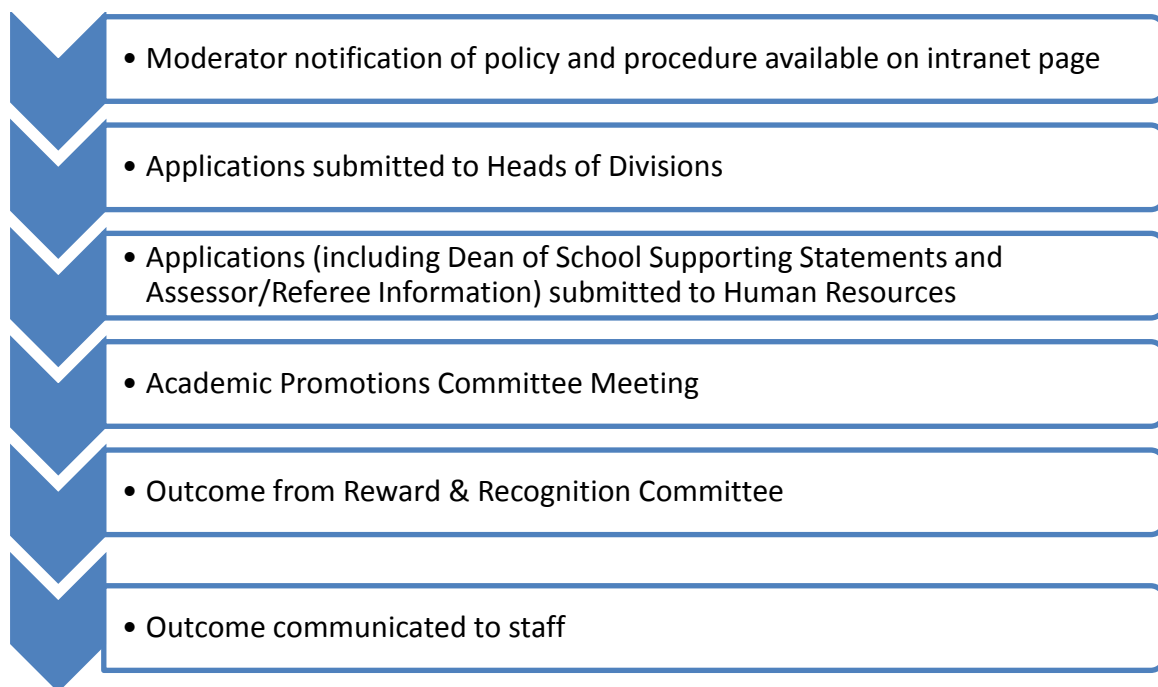 • Moderator notification of policy and procedure available on intranet page
• Applications submitted to Heads of Divisions
• Applications (including Dean of School Supporting Statements and
Assessor/Referee Information) submitted to Human Resources
• Academic Promotions Committee Meeting
• Outcome from Reward & Recognition Committee
• Outcome communicated to staff